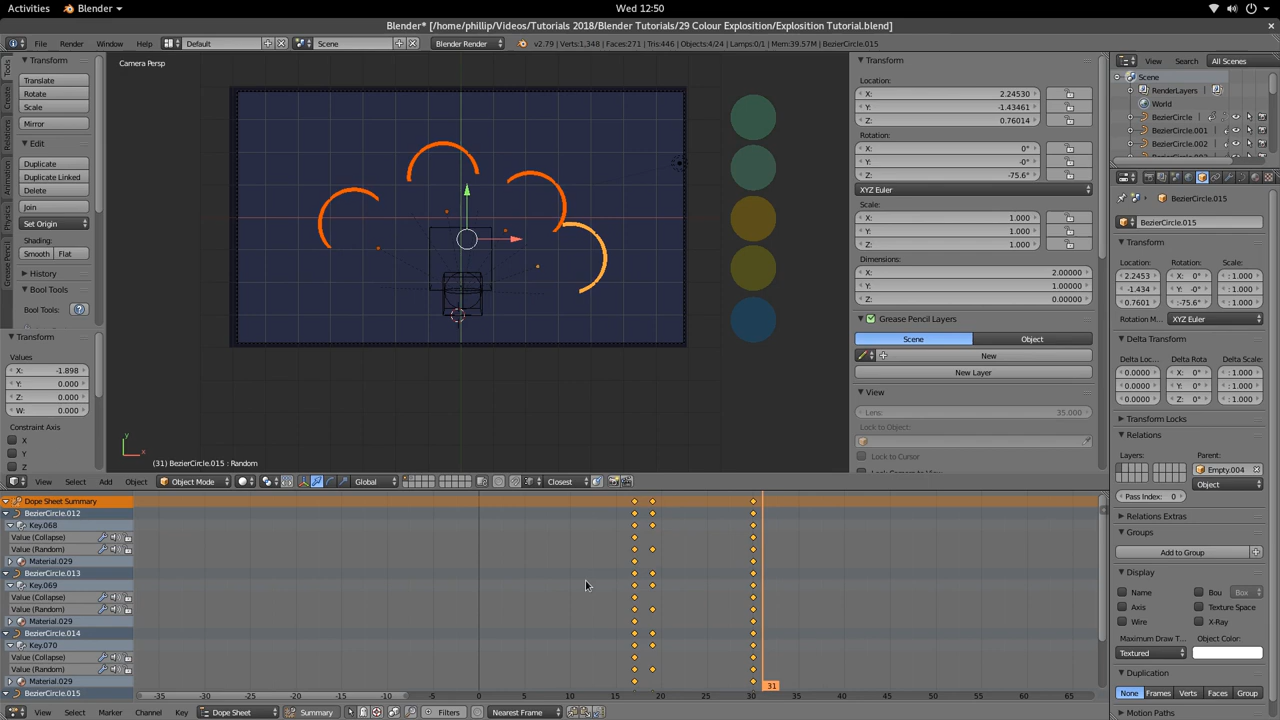 Activities Blender Wed 12:50
Blender* [/home/phillip/Videos/Tutorials 2018/Blender Tutorials/29 Colour Exposition/Explosition Tutorial.blend]
File Render Window Help Default Scene Blender Render v2.79 | Verts:1,348 | Faces:271 | Tris:446 | Objects:4/24 | Lamps:0/1 | Mem:39.57M | BezierCircle.015
Transform
Translate
Rotate
Scale
Mirror
Edit
Duplicate
Duplicate Linked
Delete
Join
Set Origin
Shading:
Smooth Flat
History
Bool Tools
Bool Tools:
Tools
Create
Relations
Animation
Physics
Grease Pencil
Transform
Values
X: -1.898
Y: 0.000
Z: 0.000
W: 0.000
Constraint Axis
X
Y
Z
Camera Persp
(31) BezierCircle.015 : Random
Transform
Location:
X: 2.24530
Y: -1.43461
Z: 0.76014
Rotation:
X: 0°
Y: -0°
Z: -75.6°
XYZ Euler
Scale:
X: 1.000
Y: 1.000
Z: 1.000
Dimensions:
X: 2.00000
Y: 1.00000
Z: 0.00000
Grease Pencil Layers
Scene Object
New
New Layer
View
Lens: 35.000
Lock to Object:
Lock to Cursor
View Search All Scenes
Scene
RenderLayers
World
BezierCircle
BezierCircle.001
BezierCircle.002
BezierCircle.015
BezierCircle.015
Transform
Location: Rotation: Scale:
2.2453 X: 0° : 1.000
-1.434 Y: -0° : 1.000
0.7601 :-75.6° : 1.000
Rotation M... XYZ Euler
Delta Transform
Delta Loc... Delta Rota Delta Scale:
0.0000 X: 0° : 1.000
0.0000 Y: 0° : 1.000
0.0000 Z: 0° : 1.000
Transform Locks
Relations
Layers: Parent:
Empty.004
Object
Pass Index: 0
Relations Extras
Groups
Add to Group
Display
Name Bou Box
Axis Texture Space
Wire X-Ray
Maximum Draw T... Object Color:
Textured
Duplication
None Frames Verts Faces Group
Motion Paths
View Select Add Object Object Mode Global Closest
Dope Sheet Summary
BezierCircle.012
Key.068
Value (Collapse)
Value (Random)
Material.029
BezierCircle.013
Key.069
Value (Collapse)
Value (Random)
Material.029
BezierCircle.014
Key.070
Value (Collapse)
Value (Random)
Material.029
BezierCircle.015
-35 -30 -25 -20 -15 -10 -5 0 5 10 15 20 25 30 31 35 40 45 50 55 60 65
View Select Marker Channel Key Dope Sheet Summary Filters Nearest Frame